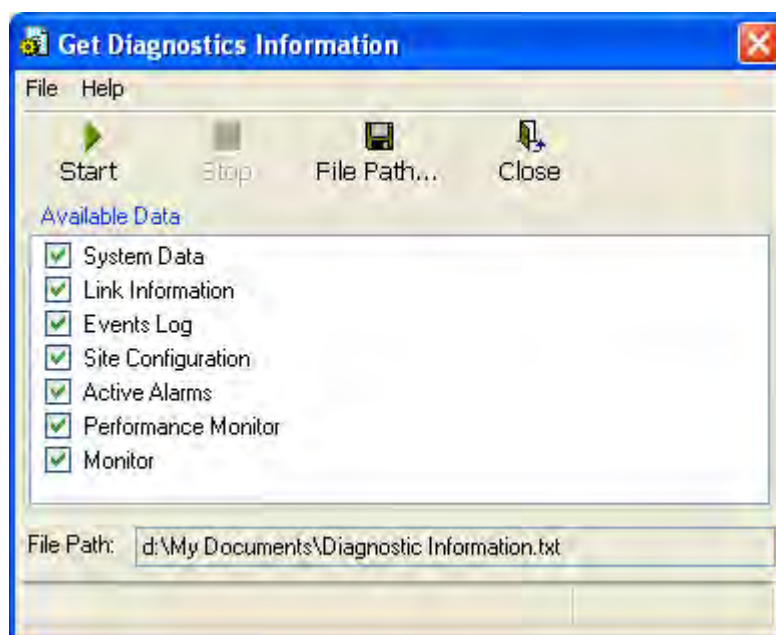 Get Diagnostics Information
File Help
Start Stop File Path... Close
Available Data
System Data
Link Information
Events Log
Site Configuration
Active Alarms
Performance Monitor
Monitor
File Path: d:\My Documents\Diagnostic Information.txt